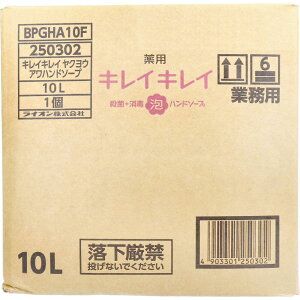 BPGHA10F
250302
キレイキレイ ヤクヨウ
アワハンドソープ
10L
1個
ライオン株式会社
薬用
キレイキレイ
殺菌+消毒 泡 ハンドソープ
6
業務用
10L
落下厳禁
投げないでください
4 903301 250302